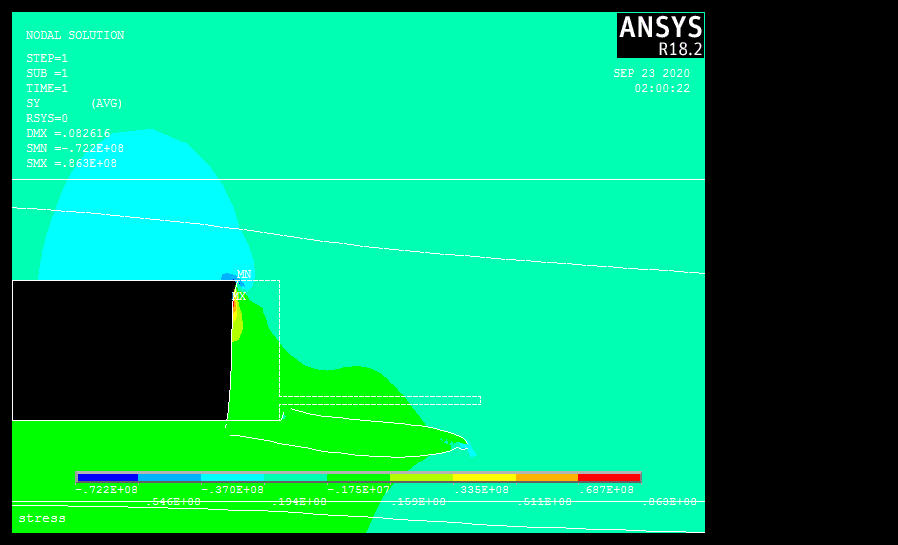 NODAL SOLUTION
ANSYS
R18.2
STEP=1
SUB =1
TIME=1
SY (AVG)
RSYS=0
DMX =.082616
SMN =-.722E+08
SMX =.863E+08
SEP 23 2020
02:00:22
MN
MX
-.722E+08 -.370E+08 -.175E+07 .335E+08 .687E+08
.546E+08 .194E+08 .159E+08 .511E+08 .863E+08
stress